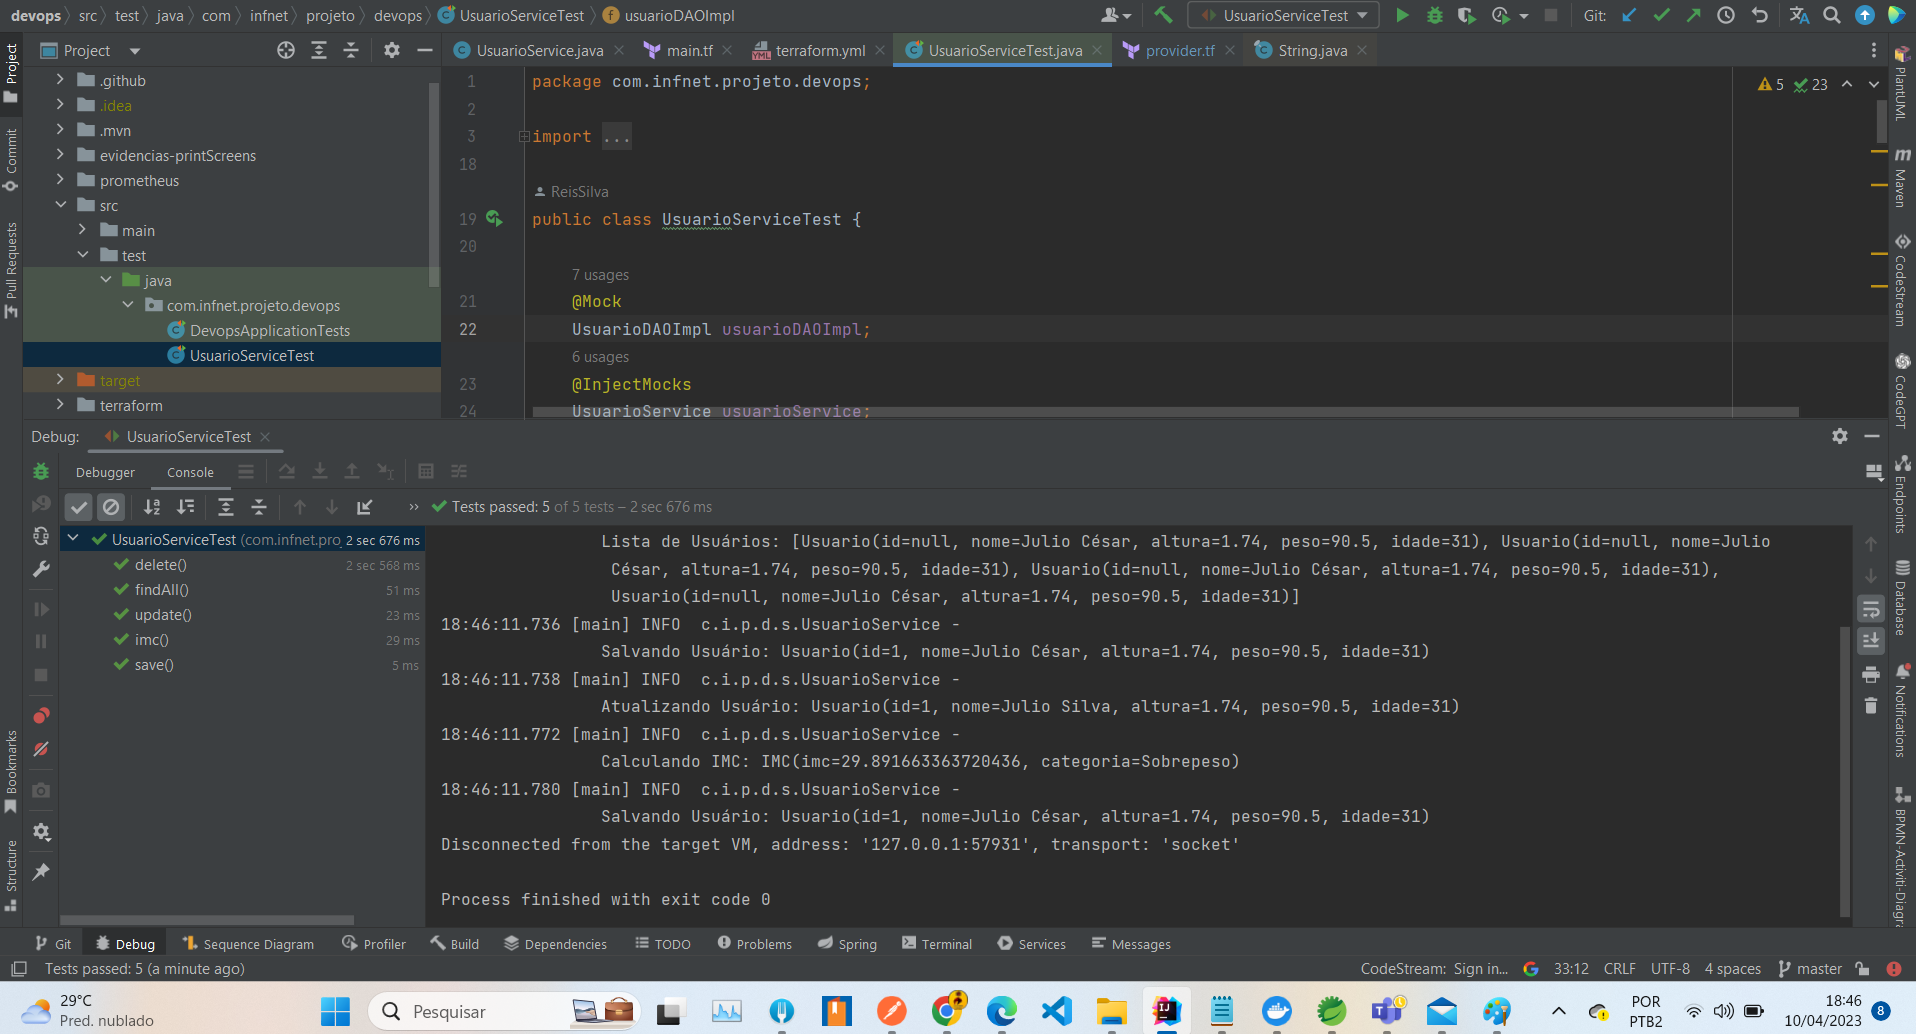 devops src test java com infnet projeto devops UsuarioServiceTest usuarioDAOImpl UsuarioServiceTest Git:
Project
UsuarioService.java main.tf terraform.yml UsuarioServiceTest.java provider.tf String.java
.github
.idea
.mvn
evidencias-printScreens
prometheus
src
main
test
java
com.infnet.projeto.devops
DevopsApplicationTests
UsuarioServiceTest
target
terraform
1 package com.infnet.projeto.devops;
2
3 import ...
18
ReisSilva
19 public class UsuarioServiceTest {
20
7 usages
21 @Mock
22 UsuarioDAOImpl usuarioDAOImpl;
6 usages
23 @InjectMocks
24 UsuarioService usuarioService;
5 23
Project
Commit
Pull Requests
Bookmarks
Structure
PlantUML
Maven
CodeStream
CodeGPT
Endpoints
Database
Notifications
BPMN-Activiti-Diagra
Debug: UsuarioServiceTest
Debugger Console
Tests passed: 5 of 5 tests – 2 sec 676 ms
UsuarioServiceTest (com.infnet.pro 2 sec 676 ms
delete() 2 sec 568 ms
findAll() 51 ms
update() 23 ms
imc() 29 ms
save() 5 ms
Lista de Usuários: [Usuario(id=null, nome=Julio César, altura=1.74, peso=90.5, idade=31), Usuario(id=null, nome=Julio
César, altura=1.74, peso=90.5, idade=31), Usuario(id=null, nome=Julio César, altura=1.74, peso=90.5, idade=31),
Usuario(id=null, nome=Julio César, altura=1.74, peso=90.5, idade=31)]
18:46:11.736 [main] INFO c.i.p.d.s.UsuarioService -
Salvando Usuário: Usuario(id=1, nome=Julio César, altura=1.74, peso=90.5, idade=31)
18:46:11.738 [main] INFO c.i.p.d.s.UsuarioService -
Atualizando Usuário: Usuario(id=1, nome=Julio Silva, altura=1.74, peso=90.5, idade=31)
18:46:11.772 [main] INFO c.i.p.d.s.UsuarioService -
Calculando IMC: IMC(imc=29.891663363720436, categoria=Sobrepeso)
18:46:11.780 [main] INFO c.i.p.d.s.UsuarioService -
Salvando Usuário: Usuario(id=1, nome=Julio César, altura=1.74, peso=90.5, idade=31)
Disconnected from the target VM, address: '127.0.0.1:57931', transport: 'socket'
Process finished with exit code 0
Git Debug Sequence Diagram Profiler Build Dependencies TODO Problems Spring Terminal Services Messages
Tests passed: 5 (a minute ago) CodeStream: Sign in... 33:12 CRLF UTF-8 4 spaces master
29°C
Pred. nublado
Pesquisar
POR
PTB2
18:46
10/04/2023
8